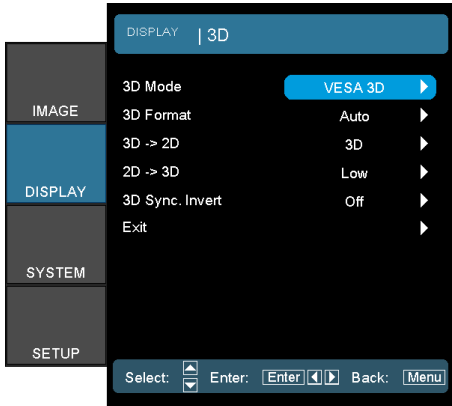 DISPLAY | 3D
IMAGE
DISPLAY
SYSTEM
SETUP
3D Mode VESA 3D
3D Format Auto
3D -> 2D 3D
2D -> 3D Low
3D Sync. Invert Off
Exit
Select: Enter: Enter Back: Menu